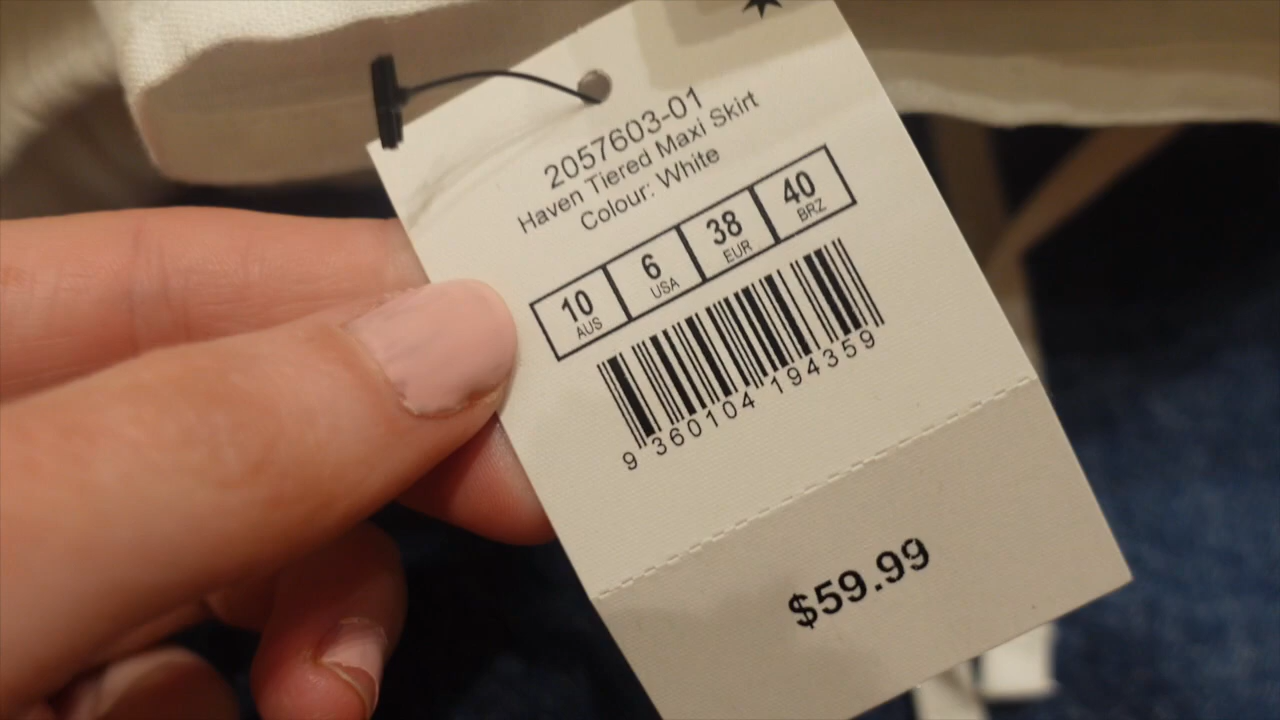 2057603-01
Haven Tiered Maxi Skirt
Colour: White
10 6 38 40
AUS USA EUR BRZ
9 360104 194359
$59.99